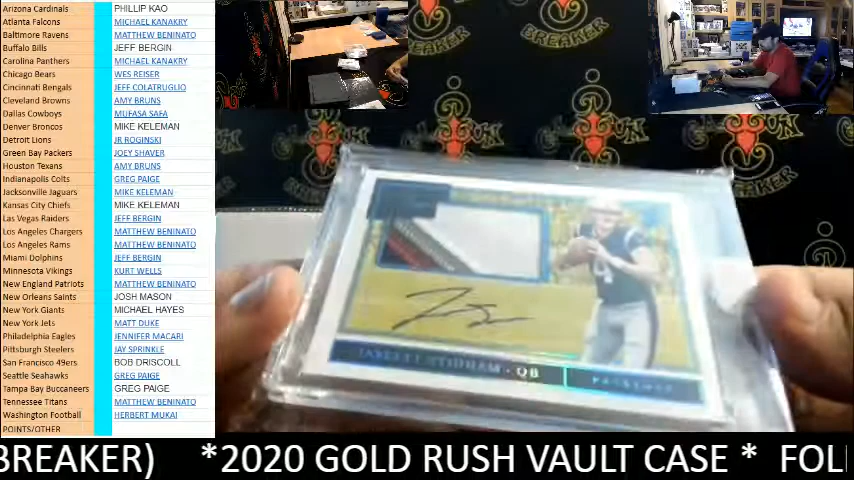 Arizona Cardinals PHILLIP KAO
Atlanta Falcons MICHAEL KANAKRY
Baltimore Ravens MATTHEW BENINATO
Buffalo Bills JEFF BERGIN
Carolina Panthers MICHAEL KANAKRY
Chicago Bears WES REISER
Cincinnati Bengals JEFF COLATRUGLIO
Cleveland Browns AMY BRUNS
Dallas Cowboys MUFASA SAFA
Denver Broncos MIKE KELEMAN
Detroit Lions JR ROGINSKI
Green Bay Packers JOEY SHAVER
Houston Texans AMY BRUNS
Indianapolis Colts GREG PAIGE
Jacksonville Jaguars MIKE KELEMAN
Kansas City Chiefs MIKE KELEMAN
Las Vegas Raiders JEFF BERGIN
Los Angeles Chargers MATTHEW BENINATO
Los Angeles Rams MATTHEW BENINATO
Miami Dolphins JEFF BERGIN
Minnesota Vikings KURT WELLS
New England Patriots MATTHEW BENINATO
New Orleans Saints JOSH MASON
New York Giants MICHAEL HAYES
New York Jets MATT DUKE
Philadelphia Eagles JENNIFER MACARI
Pittsburgh Steelers JAY SPRINKLE
San Francisco 49ers BOB DRISCOLL
Seattle Seahawks GREG PAIGE
Tampa Bay Buccaneers GREG PAIGE
Tennessee Titans MATTHEW BENINATO
Washington Football HERBERT MUKAI
POINTS/OTHER
BREAKER
BREAKER
BREAKER
BREAKER
4
JARRETT STIDHAM - QB
BREAKER) *2020 GOLD RUSH VAULT CASE * FOL